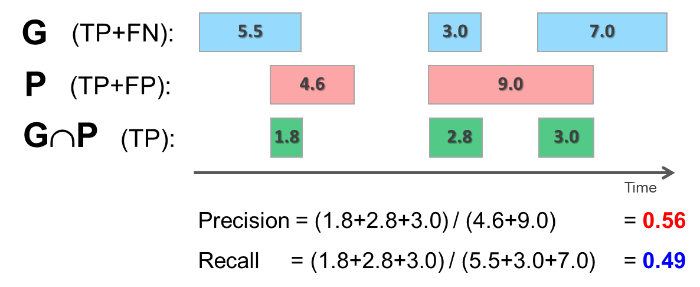 G (TP+FN): 5.5 3.0 7.0
P (TP+FP): 4.6 9.0
G∩P (TP): 1.8 2.8 3.0
Time
Precision = (1.8+2.8+3.0) / (4.6+9.0) = 0.56
Recall = (1.8+2.8+3.0) / (5.5+3.0+7.0) = 0.49